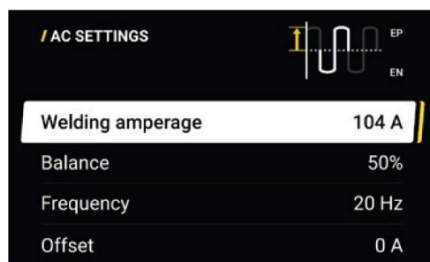 / AC SETTINGS
EP
EN
Welding amperage 104 A
Balance 50%
Frequency 20 Hz
Offset 0 A